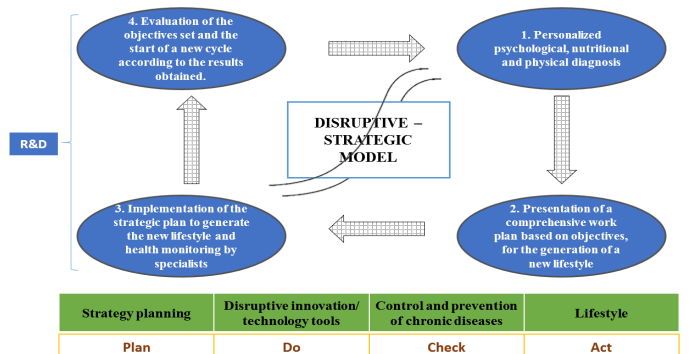 4. Evaluation of the
objectives set and the
start of a new cycle
according to the results
obtained.
1. Personalized
psychological, nutritional
and physical diagnosis
DISRUPTIVE –
STRATEGIC
MODEL
R&D
3. Implementation of the
strategic plan to generate
the new lifestyle and
health monitoring by
specialists
2. Presentation of a
comprehensive work
plan based on objectives,
for the generation of a
new lifestyle
Strategy planning
Disruptive innovation/
technology tools
Control and prevention
of chronic diseases
Lifestyle
Plan
Do
Check
Act